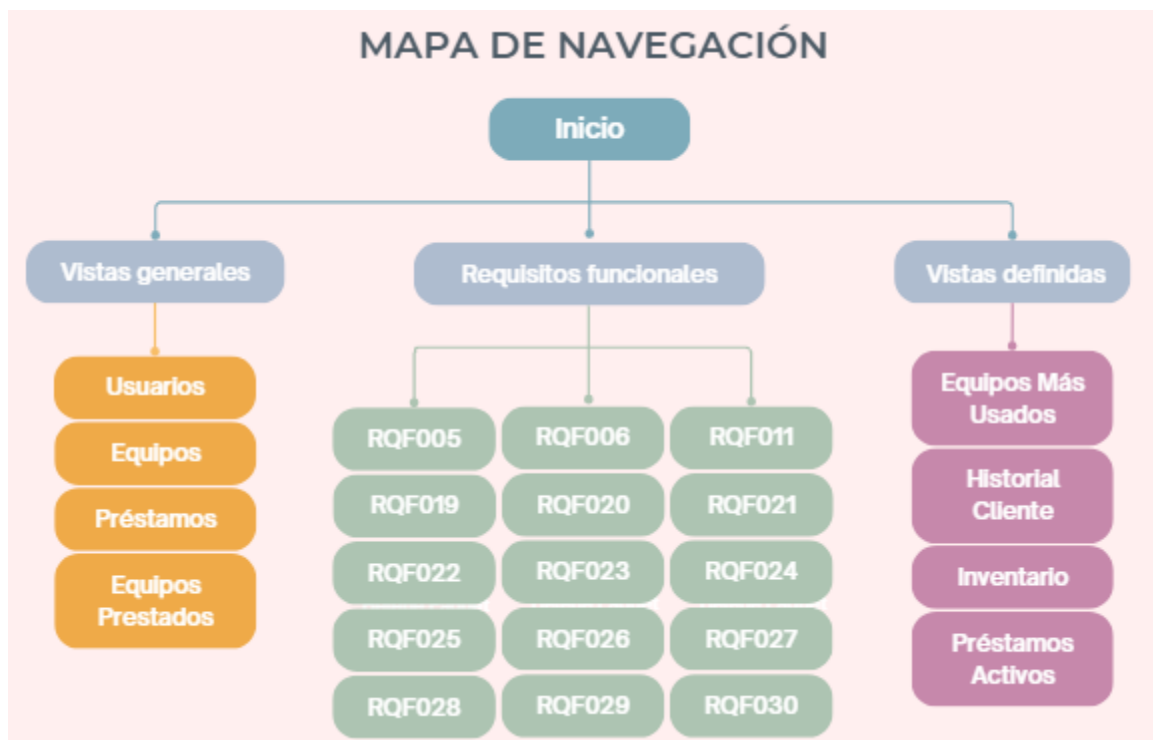 MAPA DE NAVEGACIÓN
Inicio
Vistas generales
Requisitos funcionales
Vistas definidas
Usuarios
Equipos
Préstamos
Equipos
Prestados
RQF005
RQF006
RQF011
RQF019
RQF020
RQF021
RQF022
RQF023
RQF024
RQF025
RQF026
RQF027
RQF028
RQF029
RQF030
Equipos Más
Usados
Historial
Cliente
Inventario
Préstamos
Activos